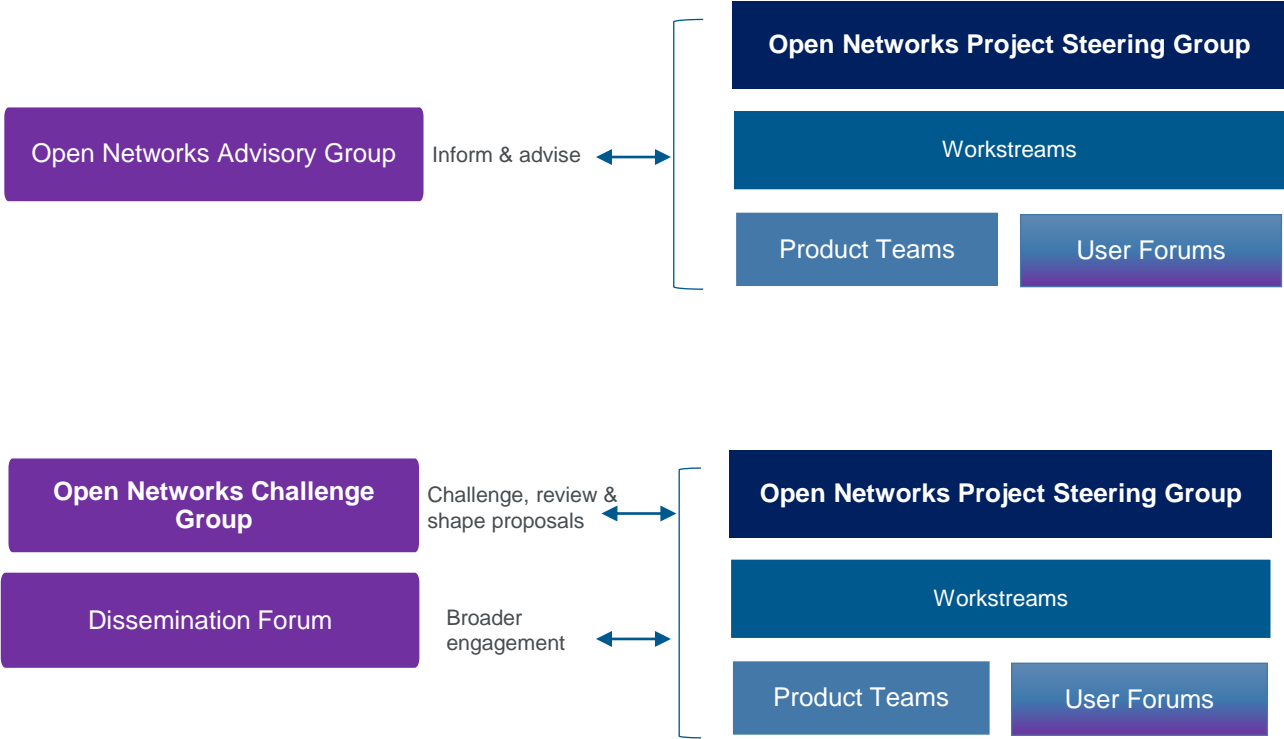 Open Networks Project Steering Group
Open Networks Advisory Group
Inform & advise
Workstreams
Product Teams
User Forums
Open Networks Challenge
Group
Challenge, review &
shape proposals
Open Networks Project Steering Group
Dissemination Forum
Broader
engagement
Workstreams
Product Teams
User Forums